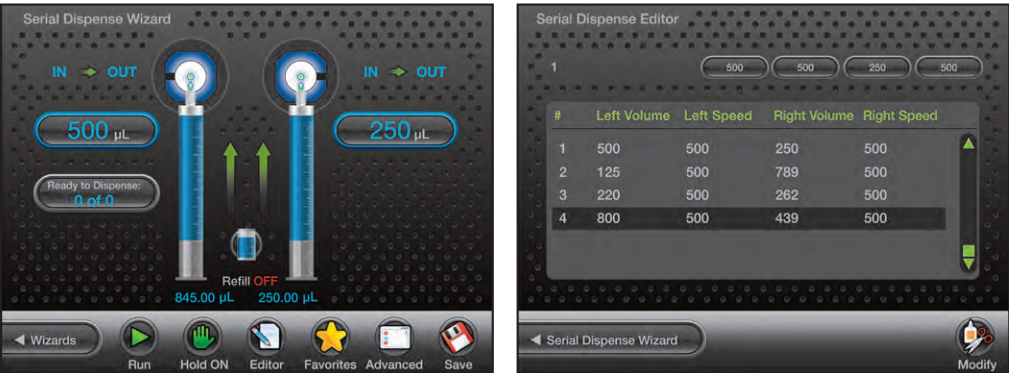 Serial Dispense Wizard
IN OUT
IN OUT
500 µL
250 µL
Ready to Dispense:
0 of 0
Refill OFF
845.00 µL 250.00 µL
Wizards
Run Hold ON Editor Favorites Advanced Save
Serial Dispense Editor
1 500 500 250 500
# Left Volume Left Speed Right Volume Right Speed
1 500 500 250 500
2 125 500 789 500
3 220 500 262 500
4 800 500 439 500
Serial Dispense Wizard
Modify